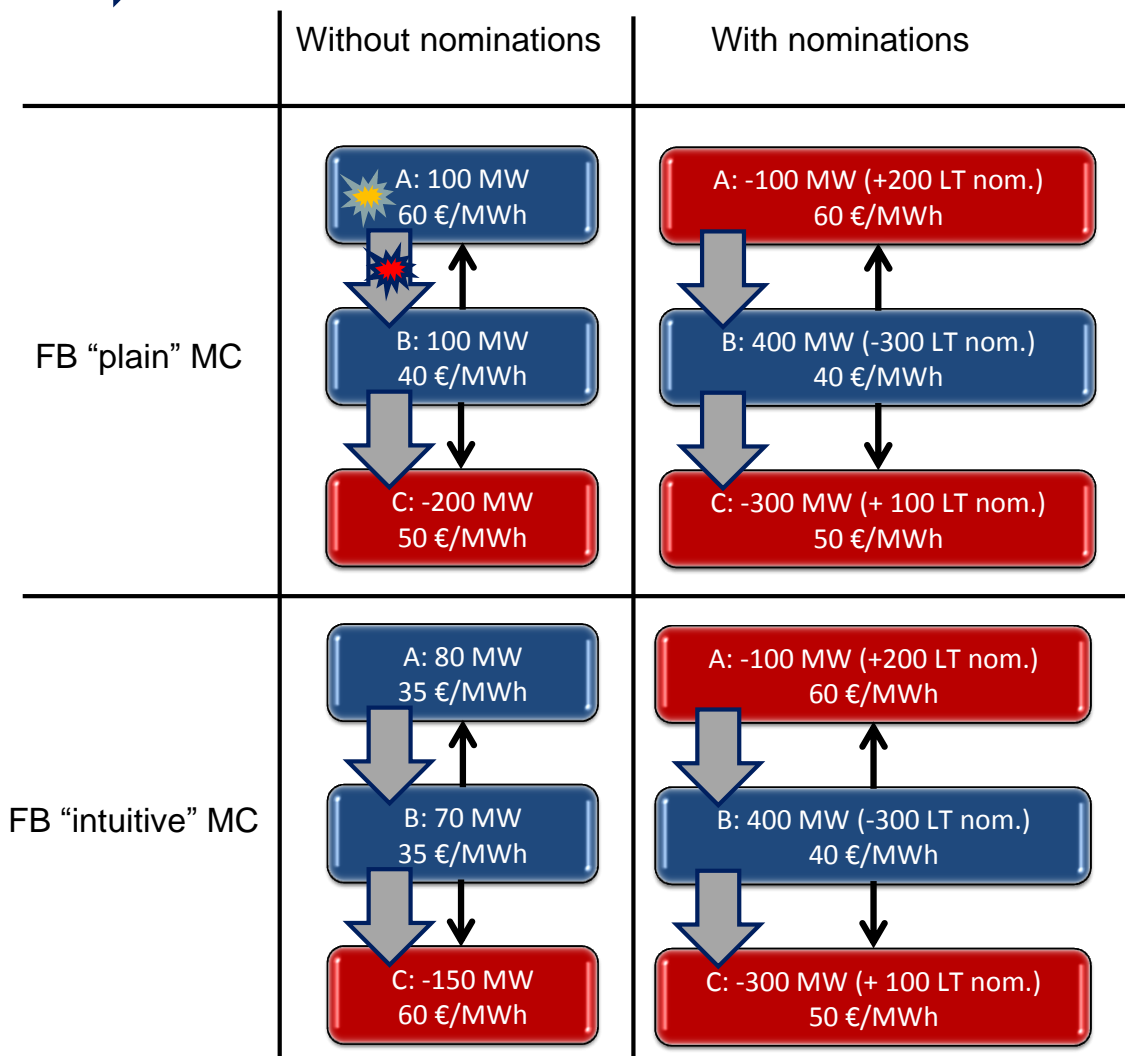 Without nominations
With nominations
FB “plain” MC
A: 100 MW
60 €/MWh
B: 100 MW
40 €/MWh
C: -200 MW
50 €/MWh
A: -100 MW (+200 LT nom.)
60 €/MWh
B: 400 MW (-300 LT nom.)
40 €/MWh
C: -300 MW (+ 100 LT nom.)
50 €/MWh
FB “intuitive” MC
A: 80 MW
35 €/MWh
B: 70 MW
35 €/MWh
C: -150 MW
60 €/MWh
A: -100 MW (+200 LT nom.)
60 €/MWh
B: 400 MW (-300 LT nom.)
40 €/MWh
C: -300 MW (+ 100 LT nom.)
50 €/MWh